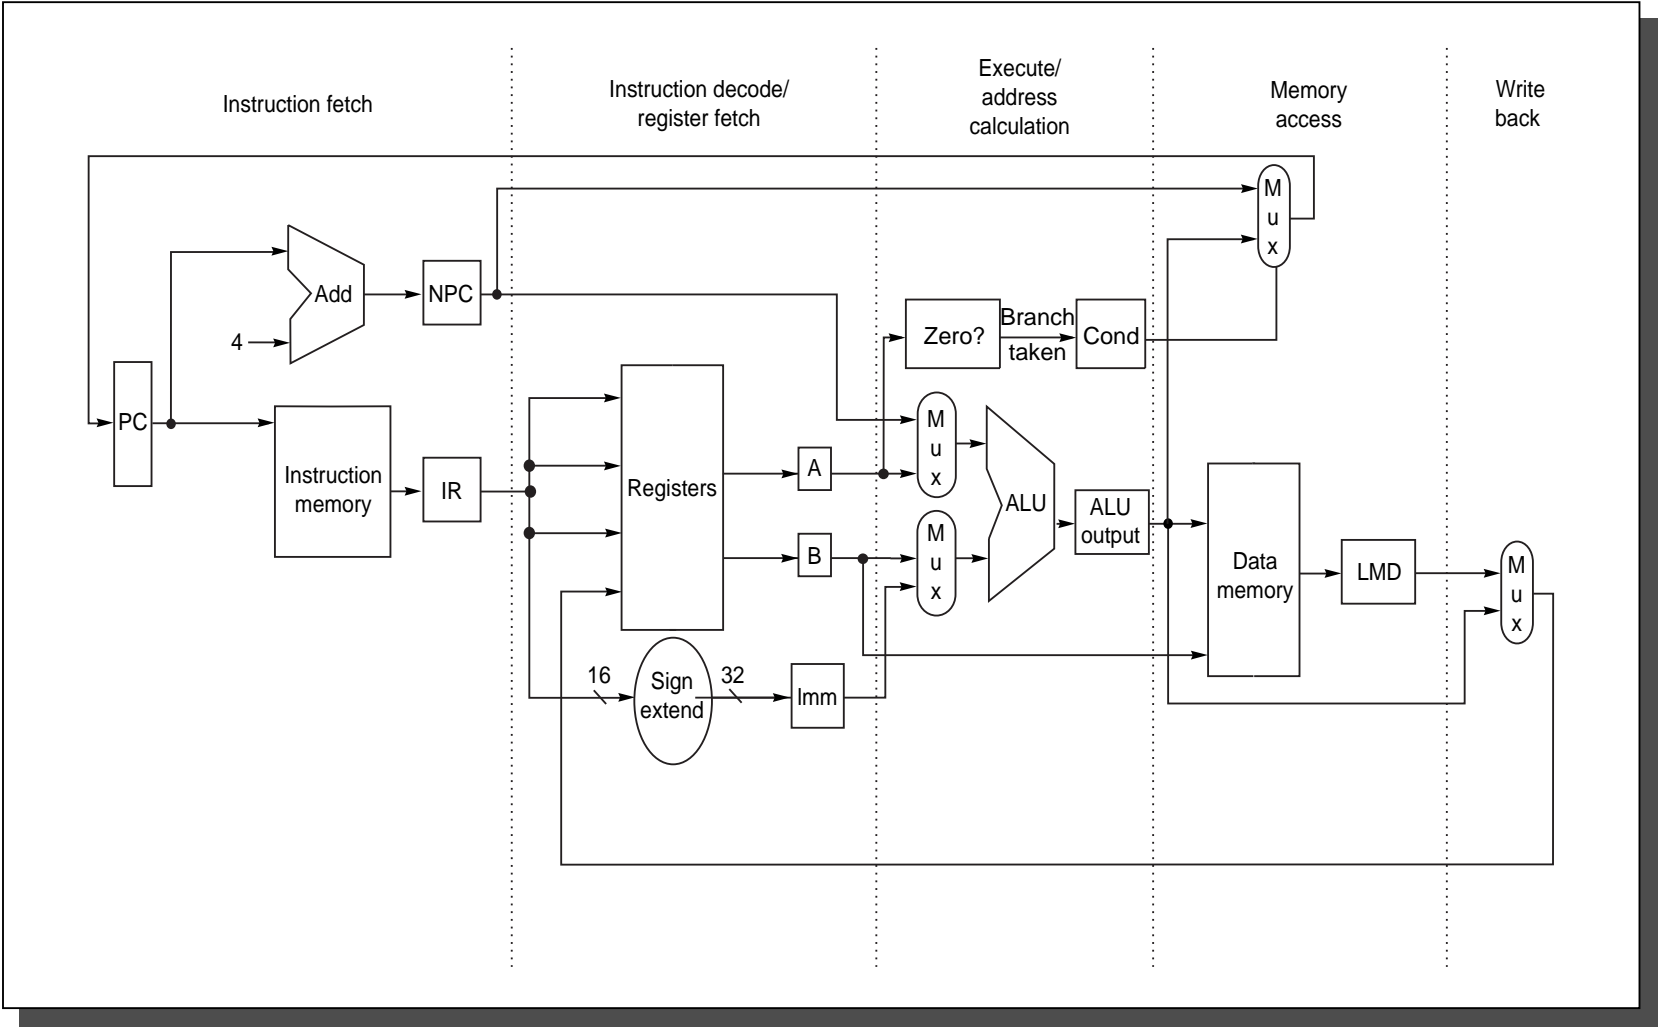 Instruction fetch
Instruction decode/
register fetch
Execute/
address
calculation
Memory
access
Write
back
M
u
x
Add
NPC
4
Zero?
Branch
taken
Cond
PC
Instruction
memory
IR
Registers
A
B
M
u
x
M
u
x
ALU
ALU
output
Data
memory
LMD
M
u
x
16
Sign
extend
32
Imm